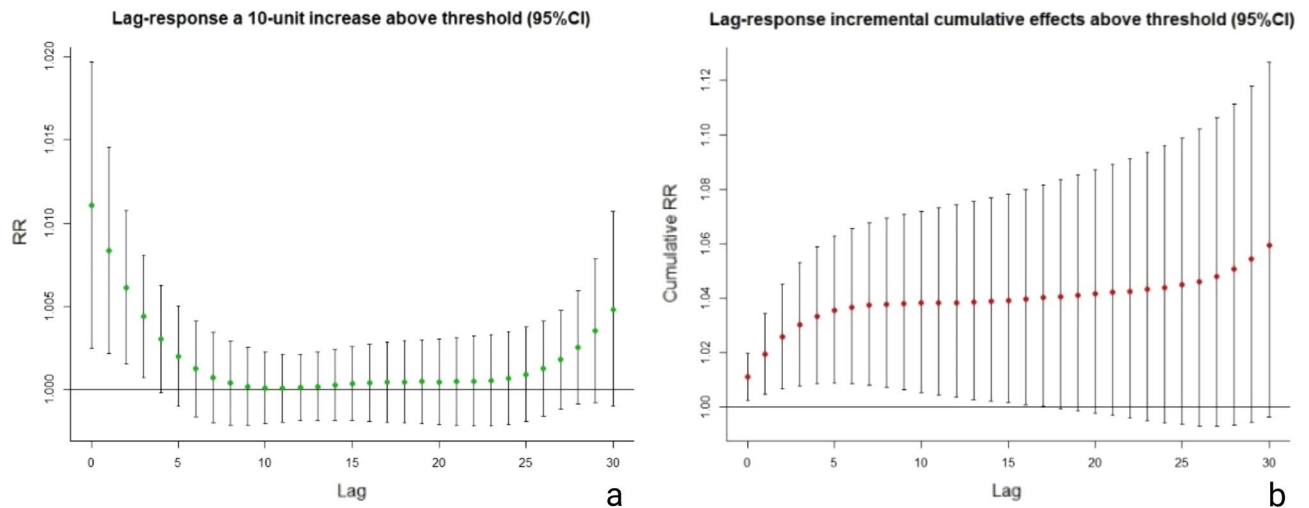 Lag-response a 10-unit increase above threshold (95%CI)
RR
1.020
1.015
1.010
1.005
1.000
0 5 10 15 20 25 30
Lag
a
Lag-response incremental cumulative effects above threshold (95%CI)
Cumulative RR
1.12
1.10
1.08
1.06
1.04
1.02
1.00
0 5 10 15 20 25 30
Lag
b